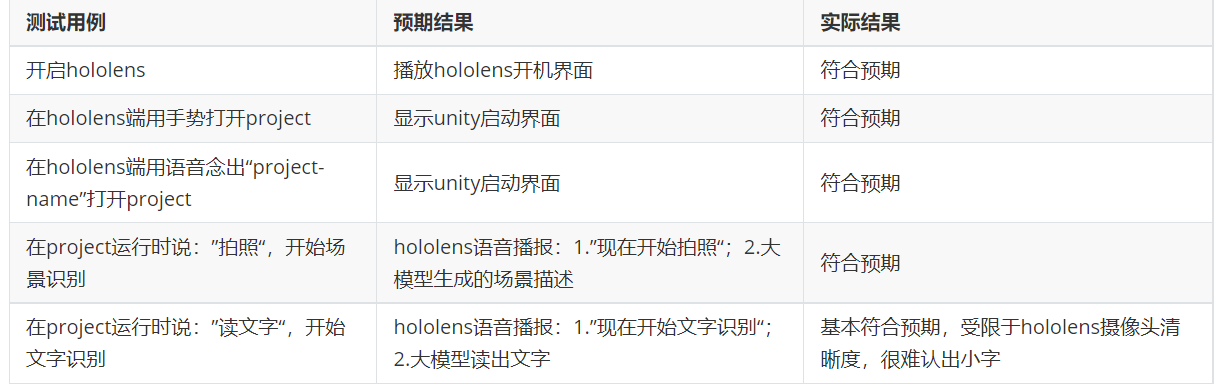 测试用例 预期结果 实际结果
开启hololens 播放hololens开机界面 符合预期
在hololens端用手势打开project 显示unity启动界面 符合预期
在hololens端用语音念出“project-
name”打开project
显示unity启动界面
符合预期
在project运行时说：”拍照“，开始场
景识别
hololens语音播报：1.”现在开始拍照“；2.大
模型生成的场景描述
符合预期
在project运行时说：”读文字“，开始
文字识别
hololens语音播报：1.”现在开始文字识别“；
2.大模型读出文字
基本符合预期，受限于hololens摄像头清
晰度，很难认出小字